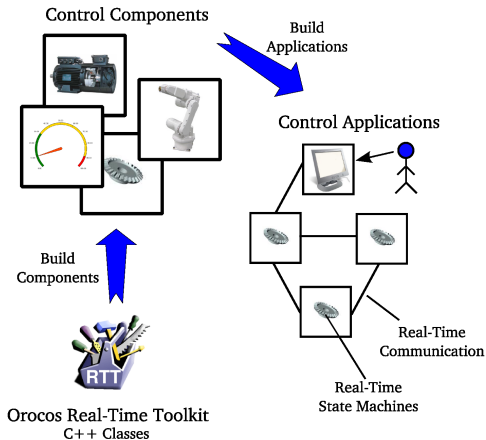 Control Components
Build
Applications
Control Applications
Build
Components
RTT
Real-Time
Communication
Real-Time
State Machines
Orocos Real-Time Toolkit
C++ Classes